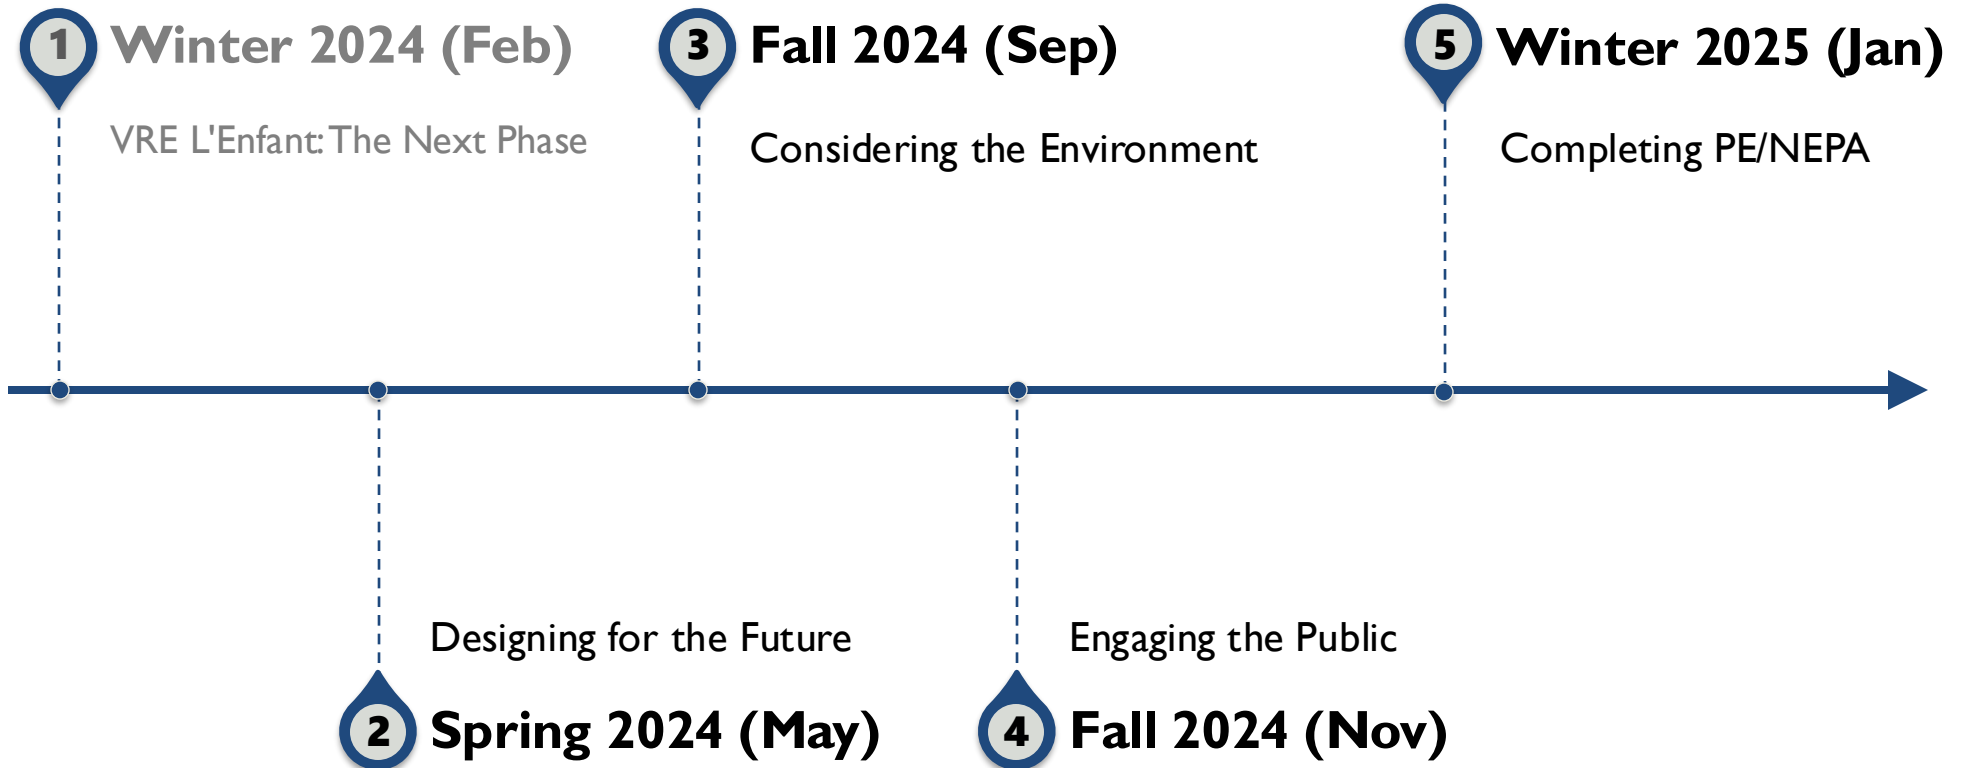 1 Winter 2024 (Feb)
VRE L'Enfant: The Next Phase
2 Spring 2024 (May)
Designing for the Future
3 Fall 2024 (Sep)
Considering the Environment
4 Fall 2024 (Nov)
Engaging the Public
5 Winter 2025 (Jan)
Completing PE/NEPA